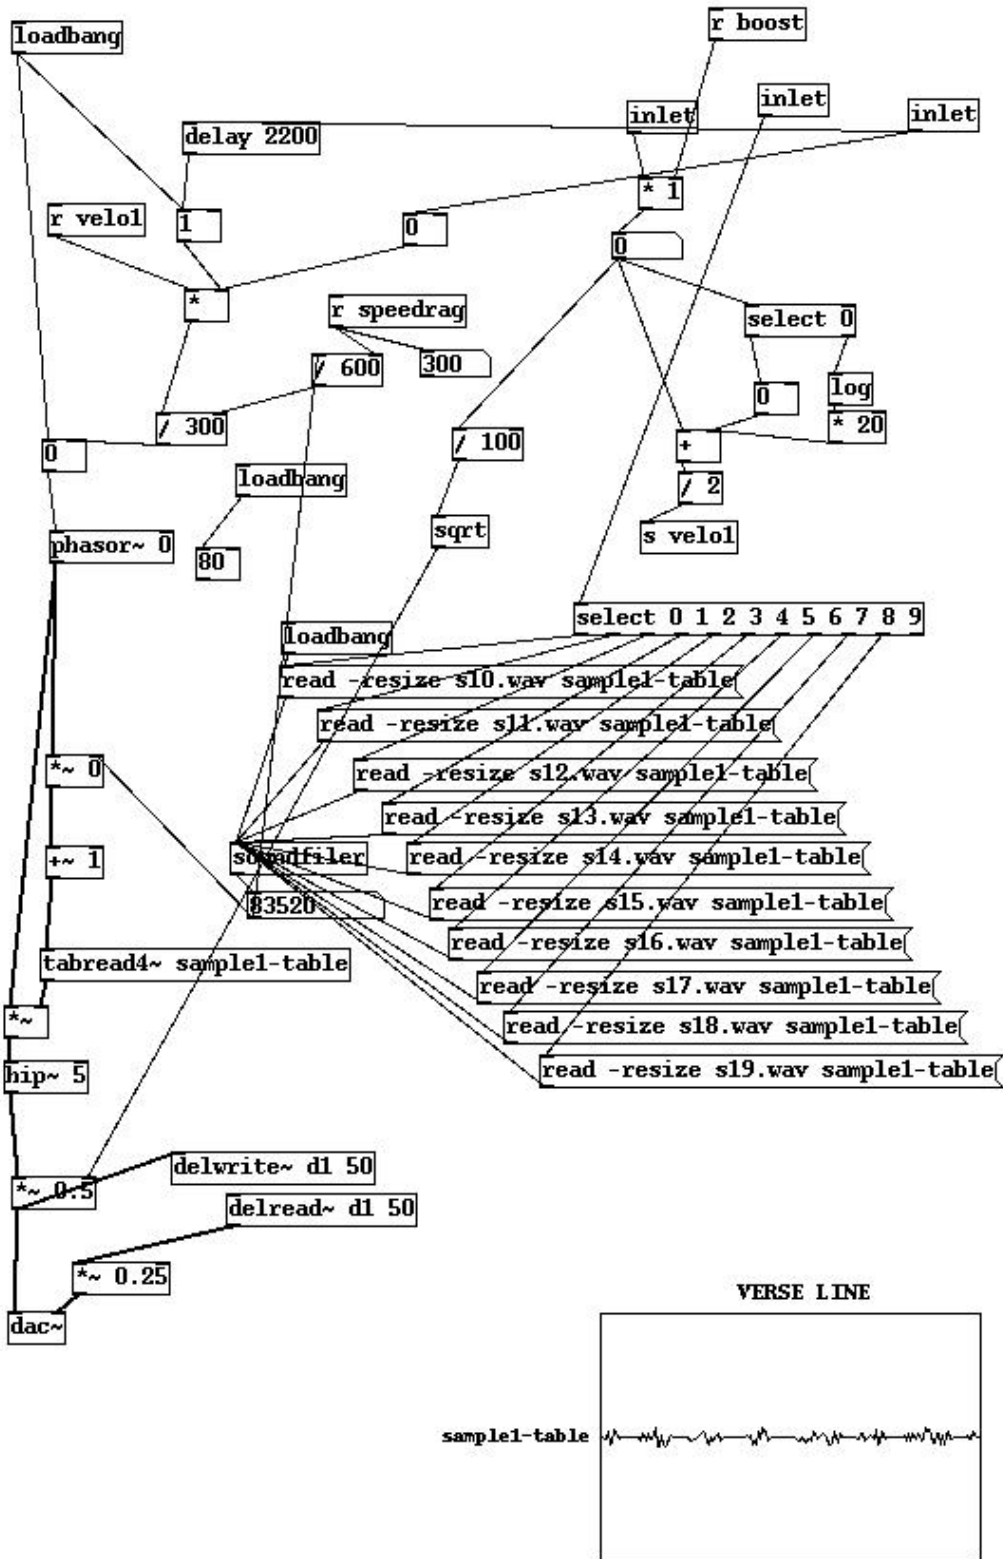 r boost
loadbang
inlet
inlet
inlet
delay 2200
* 1
r velo1
1
0
0
*
r speedrag
select 0
/ 600
300
log
0
* 20
/ 300
+
0
/ 100
loadbang
/ 2
sqrt
s velo1
phasor~ 0
80
select 0 1 2 3 4 5 6 7 8 9
loadbang
read -resize s10.wav sample1-table
read -resize s11.wav sample1-table
*~ 0
read -resize s12.wav sample1-table
read -resize s13.wav sample1-table
+~ 1
soundfiler
read -resize s14.wav sample1-table
83520
read -resize s15.wav sample1-table
read -resize s16.wav sample1-table
tabread4~ sample1-table
read -resize s17.wav sample1-table
*~
read -resize s18.wav sample1-table
hip~ 5
read -resize s19.wav sample1-table
delwrite~ d1 50
*~ 0.5
delread~ d1 50
*~ 0.25
VERSE LINE
dac~
sample1-table